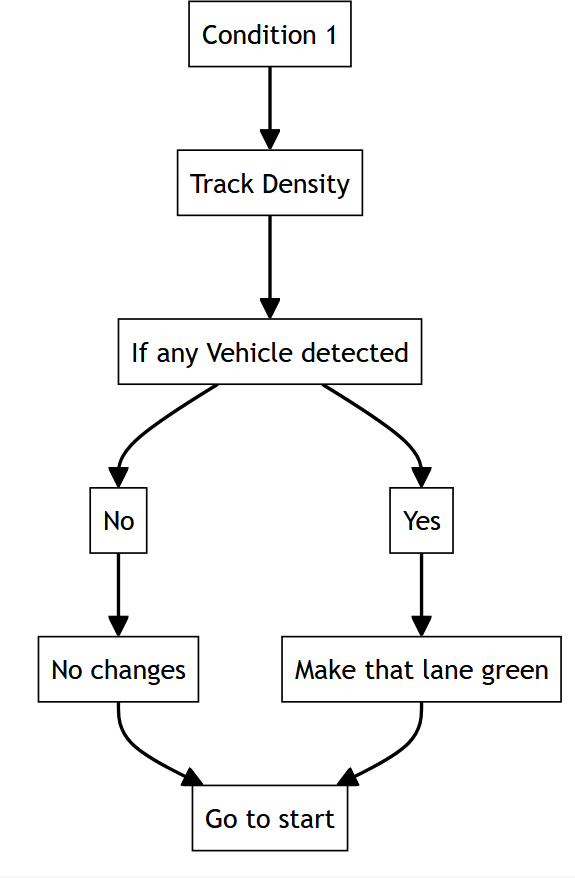 Condition 1
Track Density
If any Vehicle detected
No
Yes
No changes
Make that lane green
Go to start